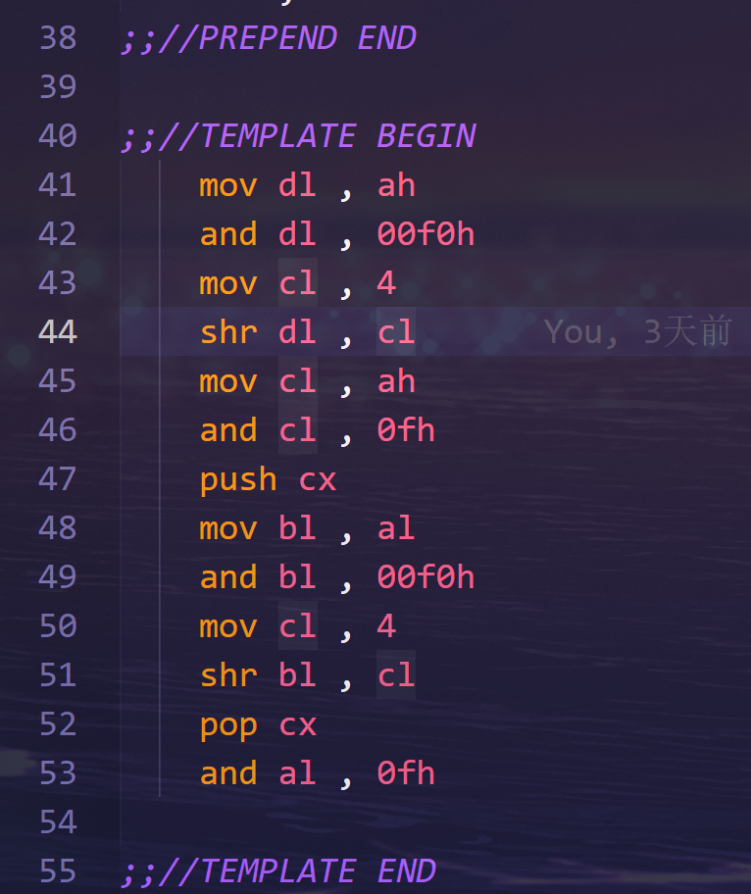 38 ;;//PREPEND END
39
40 ;;//TEMPLATE BEGIN
41 mov dl , ah
42 and dl , 00f0h
43 mov cl , 4
44 shr dl , cl You, 3天前
45 mov cl , ah
46 and cl , 0fh
47 push cx
48 mov bl , al
49 and bl , 00f0h
50 mov cl , 4
51 shr bl , cl
52 pop cx
53 and al , 0fh
54
55 ;;//TEMPLATE END